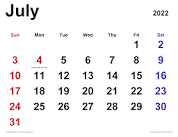 July 2022
Sun Mon Tue Wed Thu Fri Sat
1 2
3 4 5 6 7 8 9
10 11 12 13 14 15 16
17 18 19 20 21 22 23
24 25 26 27 28 29 30
31